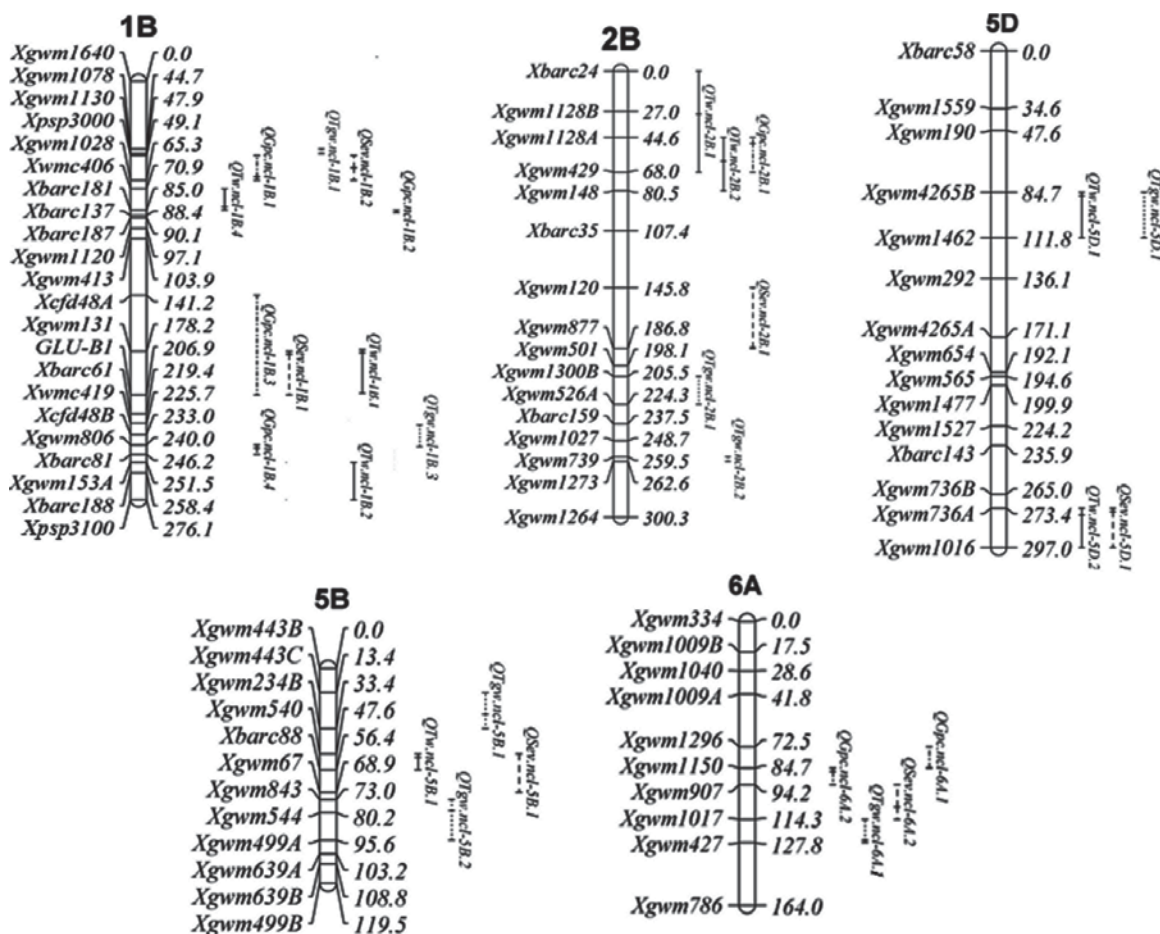 1B
Xgwm1640 0.0
Xgwm1078 44.7
Xgwm1130 47.9
Xpsp3000 49.1
Xgwm1028 65.3
Xwmc406 70.9
Xbarc181 85.0
Xbarc137 88.4
Xbarc187 90.1
Xgwm1120 97.1
Xgwm413 103.9
Xcfd48A 141.2
Xgwm131 178.2
GLU-B1 206.9
Xbarc61 219.4
Xwmc419 225.7
Xcfd48B 233.0
Xgwm806 240.0
Xbarc81 246.2
Xgwm153A 251.5
Xbarc188 258.4
Xpsp3100 276.1
QTw.ncl-1B.4
QGpc.ncl-1B.1
QTgw.ncl-1B.1
QSev.ncl-1B.2
QGpc.ncl-1B.2
QGpc.ncl-1B.3
QSev.ncl-1B.1
QTw.ncl-1B.1
QTgw.ncl-1B.3
QGpc.ncl-1B.4
QTw.ncl-1B.2
2B
Xbarc24 0.0
Xgwm1128B 27.0
Xgwm1128A 44.6
Xgwm429 68.0
Xgwm148 80.5
Xbarc35 107.4
Xgwm120 145.8
Xgwm877 186.8
Xgwm501 198.1
Xgwm1300B 205.5
Xgwm526A 224.3
Xbarc159 237.5
Xgwm1027 248.7
Xgwm739 259.5
Xgwm1273 262.6
Xgwm1264 300.3
QTw.ncl-2B.1
QTw.ncl-2B.2
QGpc.ncl-2B.1
QSev.ncl-2B.1
QTgw.ncl-2B.1
QTgw.ncl-2B.2
5D
Xbarc58 0.0
Xgwm1559 34.6
Xgwm190 47.6
Xgwm4265B 84.7
Xgwm1462 111.8
Xgwm292 136.1
Xgwm4265A 171.1
Xgwm654 192.1
Xgwm565 194.6
Xgwm1477 199.9
Xgwm1527 224.2
Xbarc143 235.9
Xgwm736B 265.0
Xgwm736A 273.4
Xgwm1016 297.0
QTw.ncl-5D.1
QTgw.ncl-5D.1
QTw.ncl-5D.2
QSev.ncl-5D.1
5B
Xgwm443B 0.0
Xgwm443C 13.4
Xgwm234B 33.4
Xgwm540 47.6
Xbarc88 56.4
Xgwm67 68.9
Xgwm843 73.0
Xgwm544 80.2
Xgwm499A 95.6
Xgwm639A 103.2
Xgwm639B 108.8
Xgwm499B 119.5
QTw.ncl-5B.1
QTgw.ncl-5B.2
QTgw.ncl-5B.1
QSev.ncl-5B.1
6A
Xgwm334 0.0
Xgwm1009B 17.5
Xgwm1040 28.6
Xgwm1009A 41.8
Xgwm1296 72.5
Xgwm1150 84.7
Xgwm907 94.2
Xgwm1017 114.3
Xgwm427 127.8
Xgwm786 164.0
QGpc.ncl-6A.2
QTgw.ncl-6A.1
QSev.ncl-6A.2
QGpc.ncl-6A.1